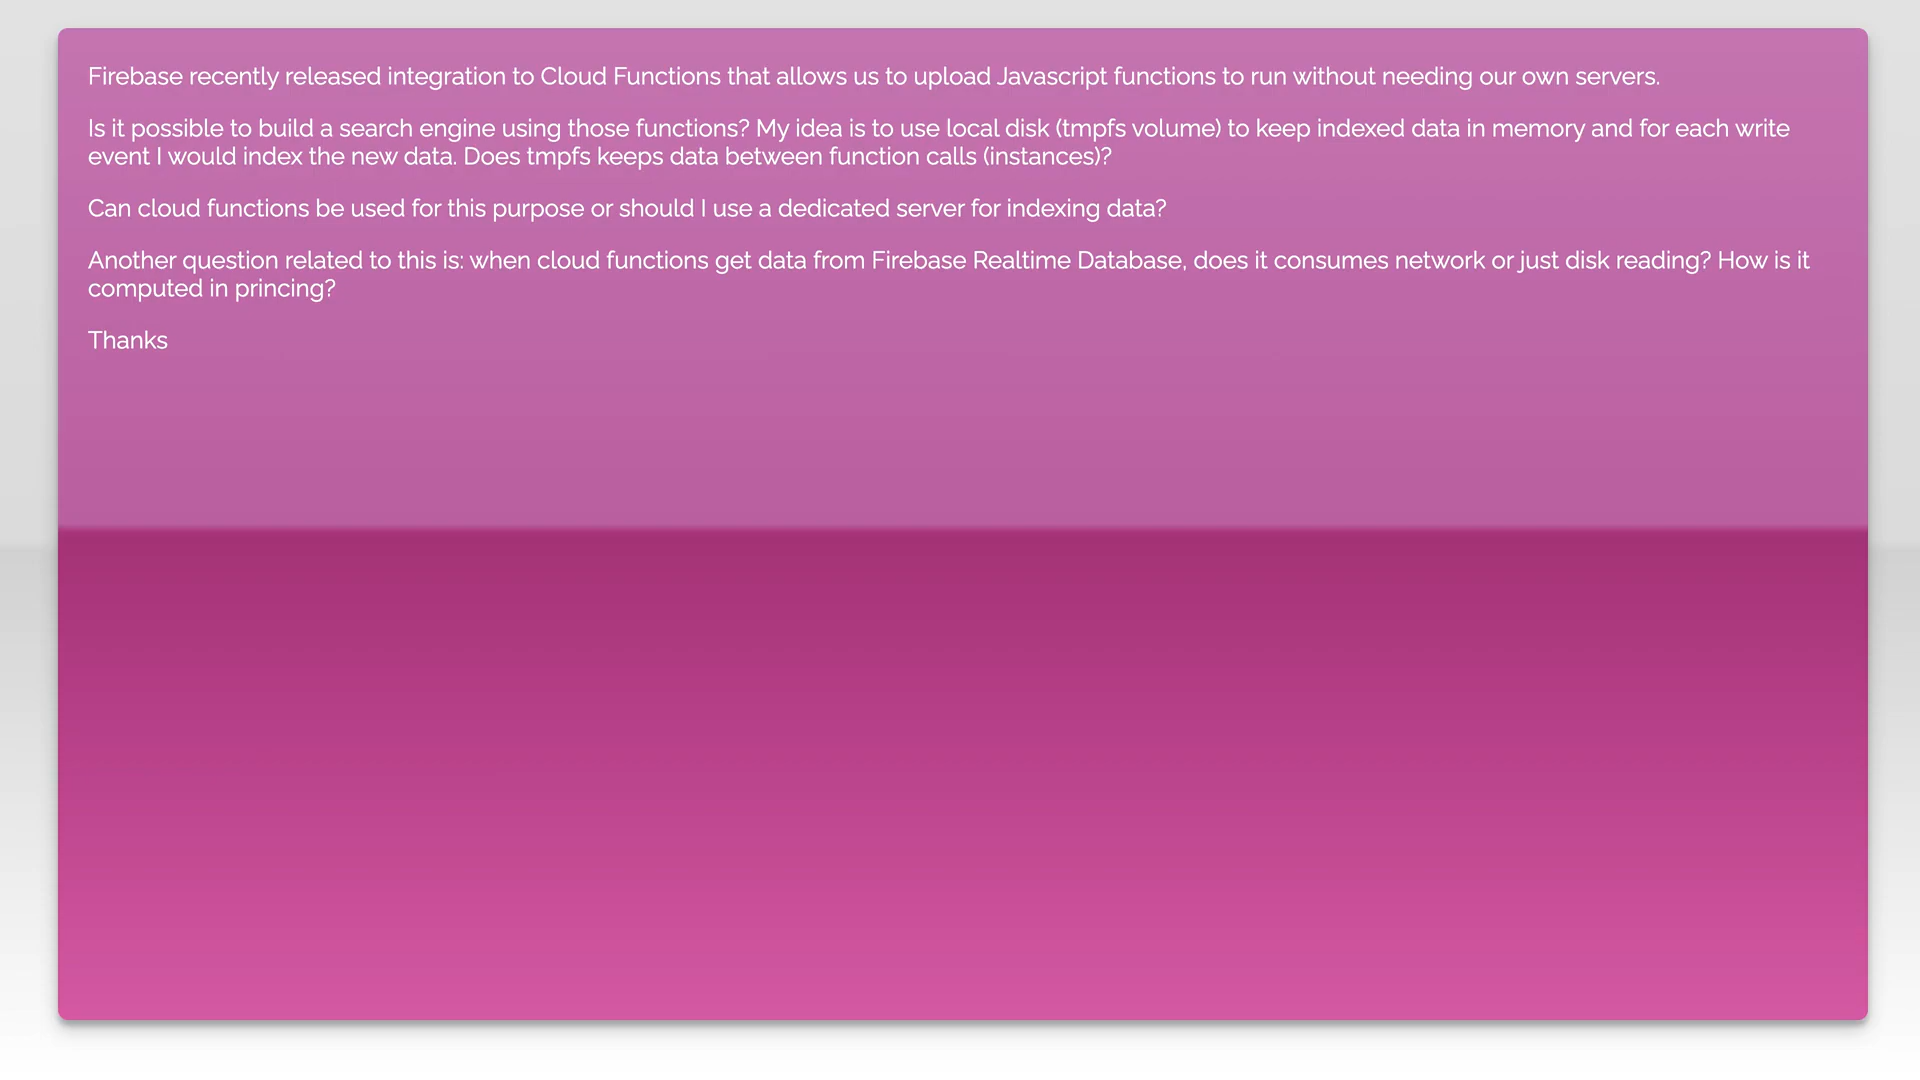 Firebase recently released integration to Cloud Functions that allows us to upload Javascript functions to run without needing our own servers.
Is it possible to build a search engine using those functions? My idea is to use local disk (tmpfs volume) to keep indexed data in memory and for each write
event I would index the new data. Does tmpfs keeps data between function calls (instances)?
Can cloud functions be used for this purpose or should I use a dedicated server for indexing data?
Another question related to this is: when cloud functions get data from Firebase Realtime Database, does it consumes network or just disk reading? How is it
computed in princing?
Thanks